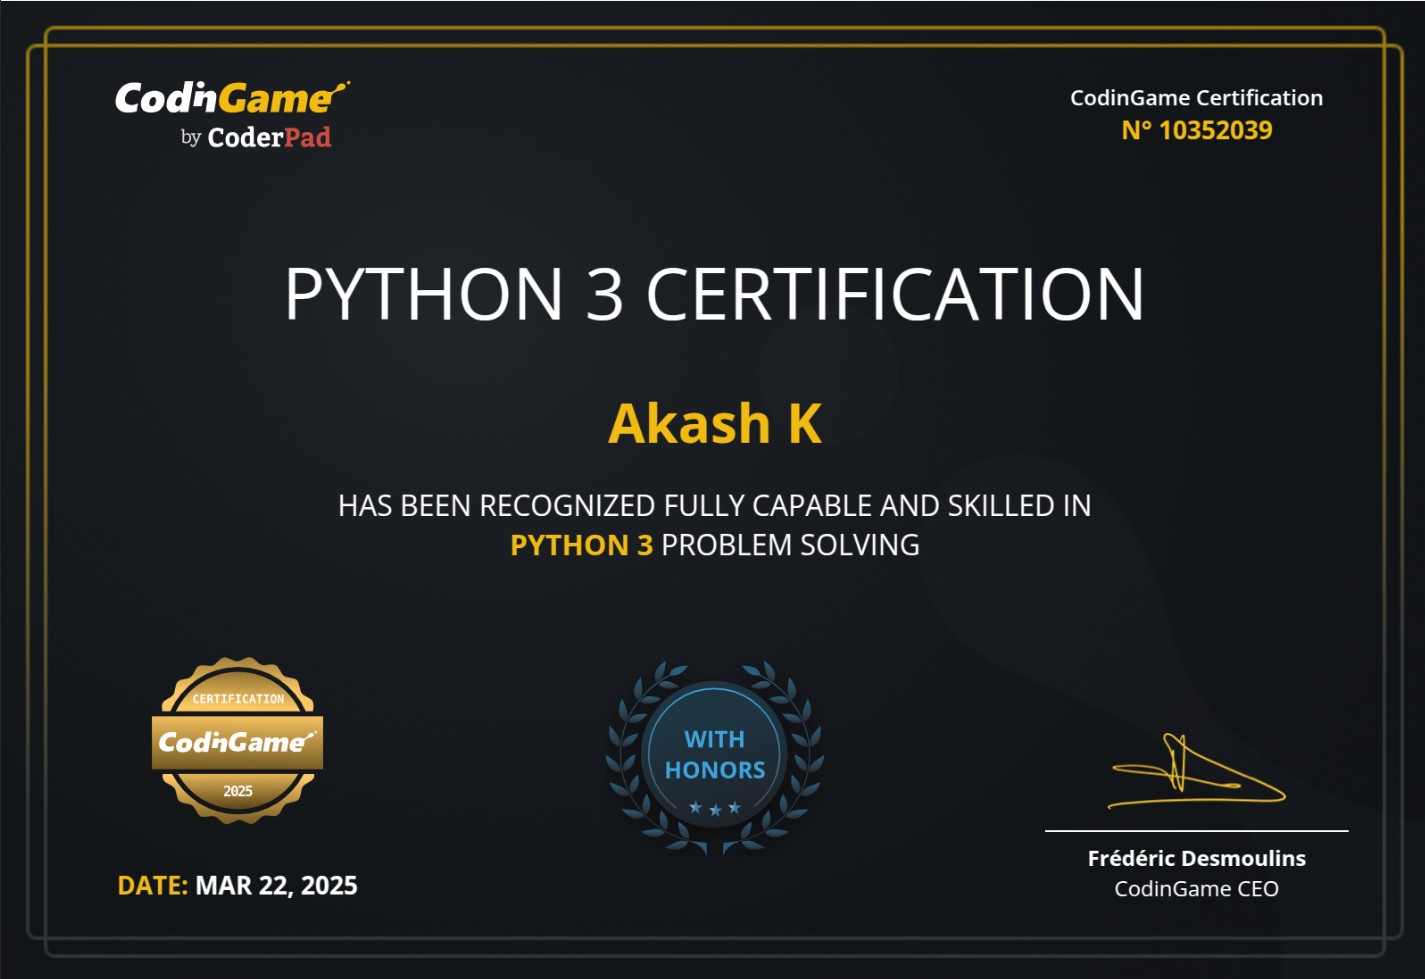 CodinGame
by CoderPad
CodinGame Certification
N° 10352039
PYTHON 3 CERTIFICATION
Akash K
HAS BEEN RECOGNIZED FULLY CAPABLE AND SKILLED IN
PYTHON 3 PROBLEM SOLVING
CERTIFICATION
CodinGame
2025
WITH
HONORS
DATE: MAR 22, 2025
Frédéric Desmoulins
CodinGame CEO